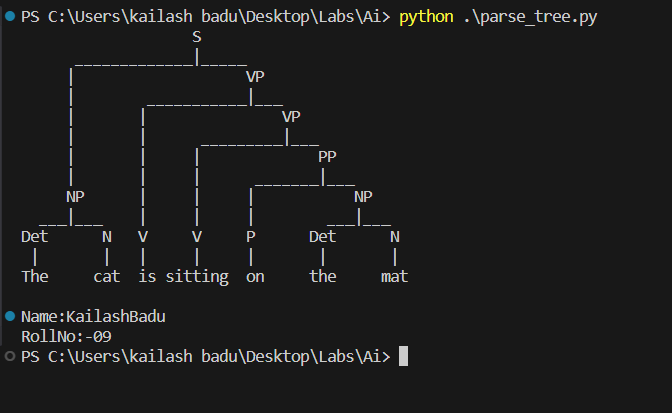 PS C:\Users\kailash badu\Desktop\Labs\Ai> python .\parse_tree.py
S
VP
VP
PP
NP NP
Det N V V P Det N
The cat is sitting on the mat
Name:KailashBadu
RollNo:-09
PS C:\Users\kailash badu\Desktop\Labs\Ai>